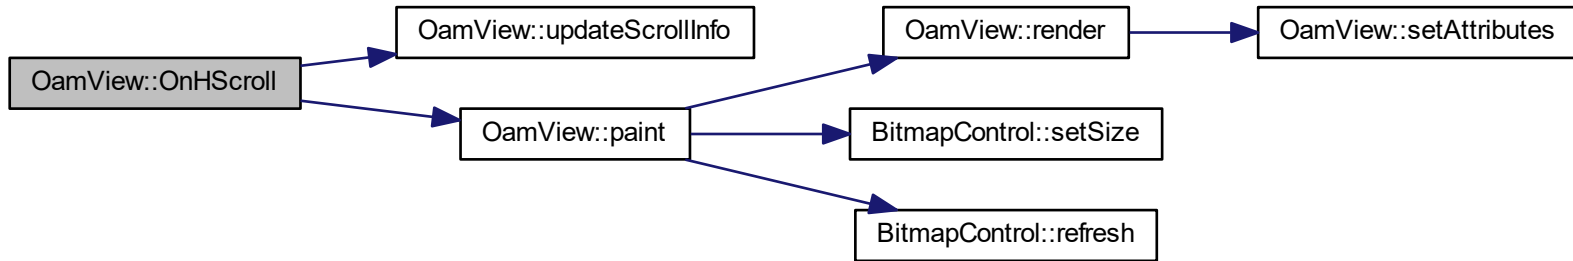 OamView::OnHScroll
OamView::updateScrollInfo
OamView::paint
OamView::render
BitmapControl::setSize
BitmapControl::refresh
OamView::setAttributes